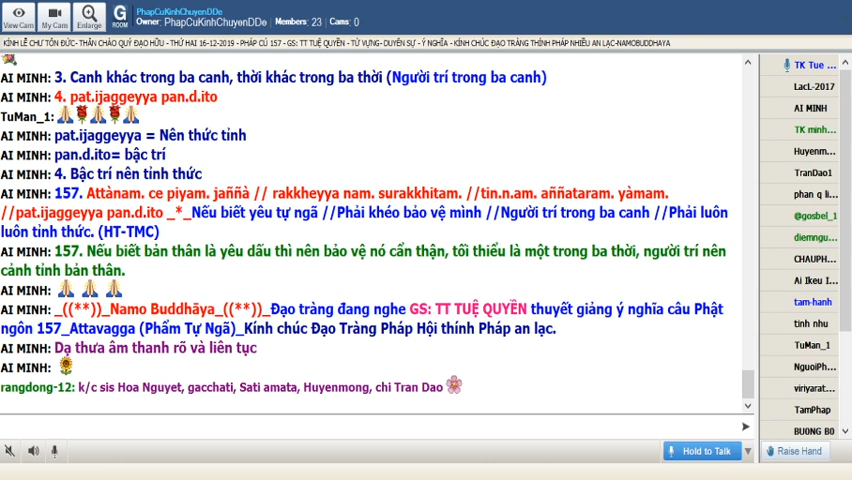 PhapCuKinhChuyenDDe
Owner: PhapCuKinhChuyenDDe Members: 23 Cams: 0
View Cam My Cam Enlarge G ROOM
KÍNH LỄ CHƯ TÔN ĐỨC- THÂN CHÀO QUÝ ĐẠO HỮU - THỨ HAI 16-12-2019 - PHÁP CÚ 157 - GS: TT TUỆ QUYỀN - TỪ VỰNG- DUYÊN SỰ - Ý NGHĨA - KÍNH CHÚC ĐẠO TRÀNG THÍNH PHÁP NHIỀU AN LẠC-NAMOBUDDHAYA
AI MINH: 3. Canh khác trong ba canh, thời khác trong ba thời (Người trí trong ba canh)
AI MINH: 4. pat.ijaggeyya pan.d.ito
TuMan_1:
AI MINH: pat.ijaggeyya = Nên thức tỉnh
AI MINH: pan.d.ito= bậc trí
AI MINH: 4. Bậc trí nên tỉnh thức
AI MINH: 157. Attànam. ce piyam. jaññà // rakkheyya nam. surakkhitam. //tin.n.am. aññataram. yàmam.
//pat.ijaggeyya pan.d.ito _*_Nếu biết yêu tự ngã //Phải khéo bảo vệ mình //Người trí trong ba canh //Phải luôn
luôn tỉnh thức. (HT-TMC)
AI MINH: 157. Nếu biết bản thân là yêu dấu thì nên bảo vệ nó cẩn thận, tối thiểu là một trong ba thời, người trí nên
cảnh tỉnh bản thân.
AI MINH:
AI MINH: _((**))_Namo Buddhāya_((**))_Đạo tràng đang nghe GS: TT TUỆ QUYỀN thuyết giảng ý nghĩa câu Phật
ngôn 157_Attavagga (Phẩm Tự Ngã)_Kính chúc Đạo Tràng Pháp Hội thính Pháp an lạc.
AI MINH: Dạ thưa âm thanh rõ và liên tục
AI MINH:
rangdong-12: k/c sis Hoa Nguyet, gacchati, Sati amata, Huyenmong, chi Tran Dao
TK Tue ...
LacL-2017
AI MINH
TK minh...
Huyenm...
TranDao1
phan q li...
@gosbel_1
diemngu...
CHAUPH...
Ai Ikeu I...
tam-hanh
tinh nhu
TuMan_1
NguoiPh...
viriyarat...
TamPhap
BUONG BO
Hold to Talk
Raise Hand